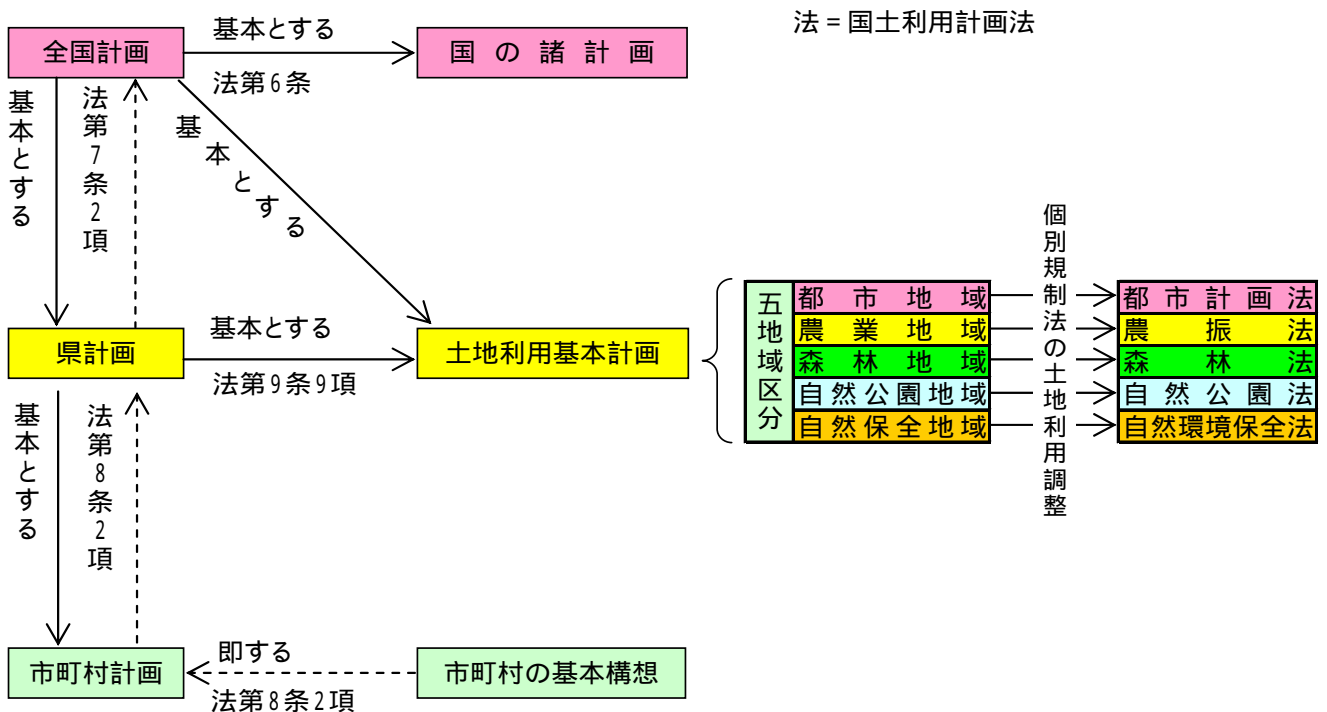 法 = 国土利用計画法
全国計画
基本とする
法第6条
国の諸計画
基本とする
法第7条2項
基本とする
県計画
基本とする
法第9条9項
土地利用基本計画
五地域区分
都市地域
農業地域
森林地域
自然公園地域
自然保全地域
個別規制法の土地利用調整
都市計画法
農振法
森林法
自然公園法
自然環境保全法
基本とする
法第8条2項
市町村計画
即する
法第8条2項
市町村の基本構想